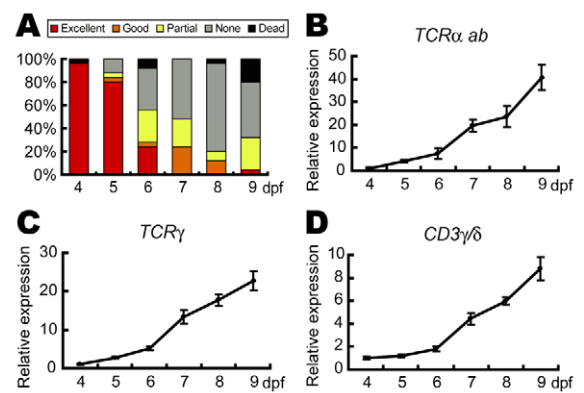 A
Excellent Good Partial None Dead
100%
80%
60%
40%
20%
0%
4 5 6 7 8 9 dpf
B
TCRα ab
Relative expression
50
40
30
20
10
0
4 5 6 7 8 9 dpf
C
TCRγ
Relative expression
30
20
10
0
4 5 6 7 8 9 dpf
D
CD3γ/δ
Relative expression
10
8
6
4
2
0
4 5 6 7 8 9 dpf